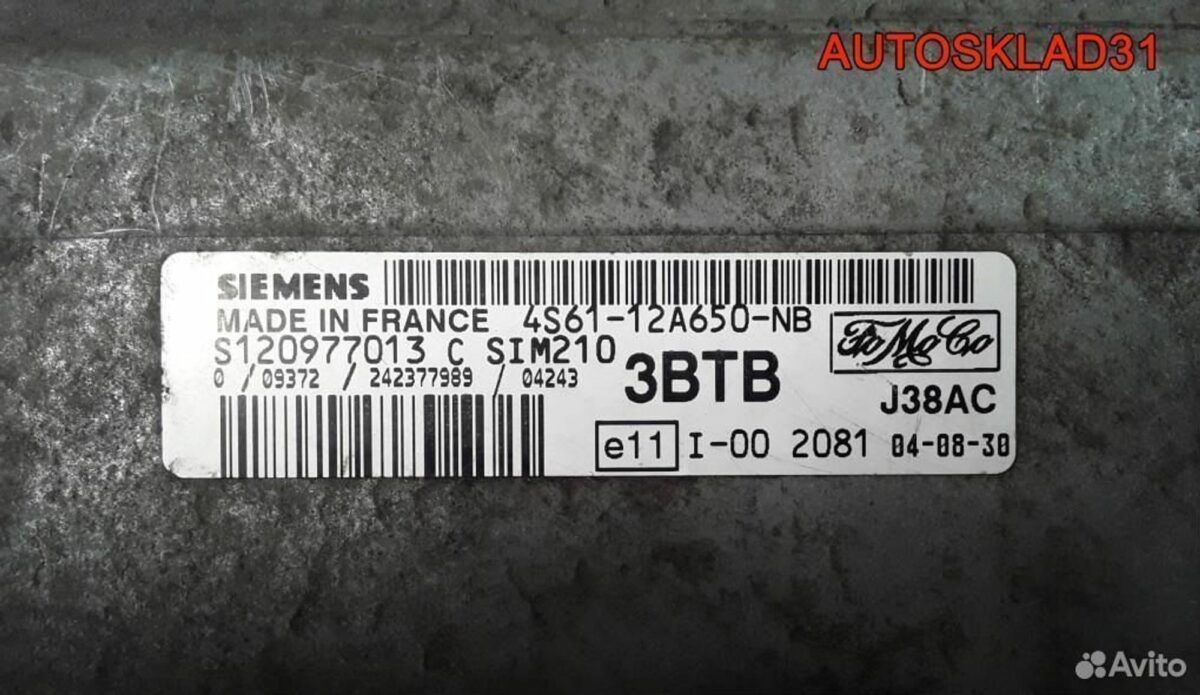 AUTOSKLAD31
SIEMENS
MADE IN FRANCE 4S61-12A650-NB
S120977013 C SIM210
0 / 09372 / 242377989 / 04243
3BTB
FoMoCo
J38AC
e11 I-00 2081 04-08-30
Avito